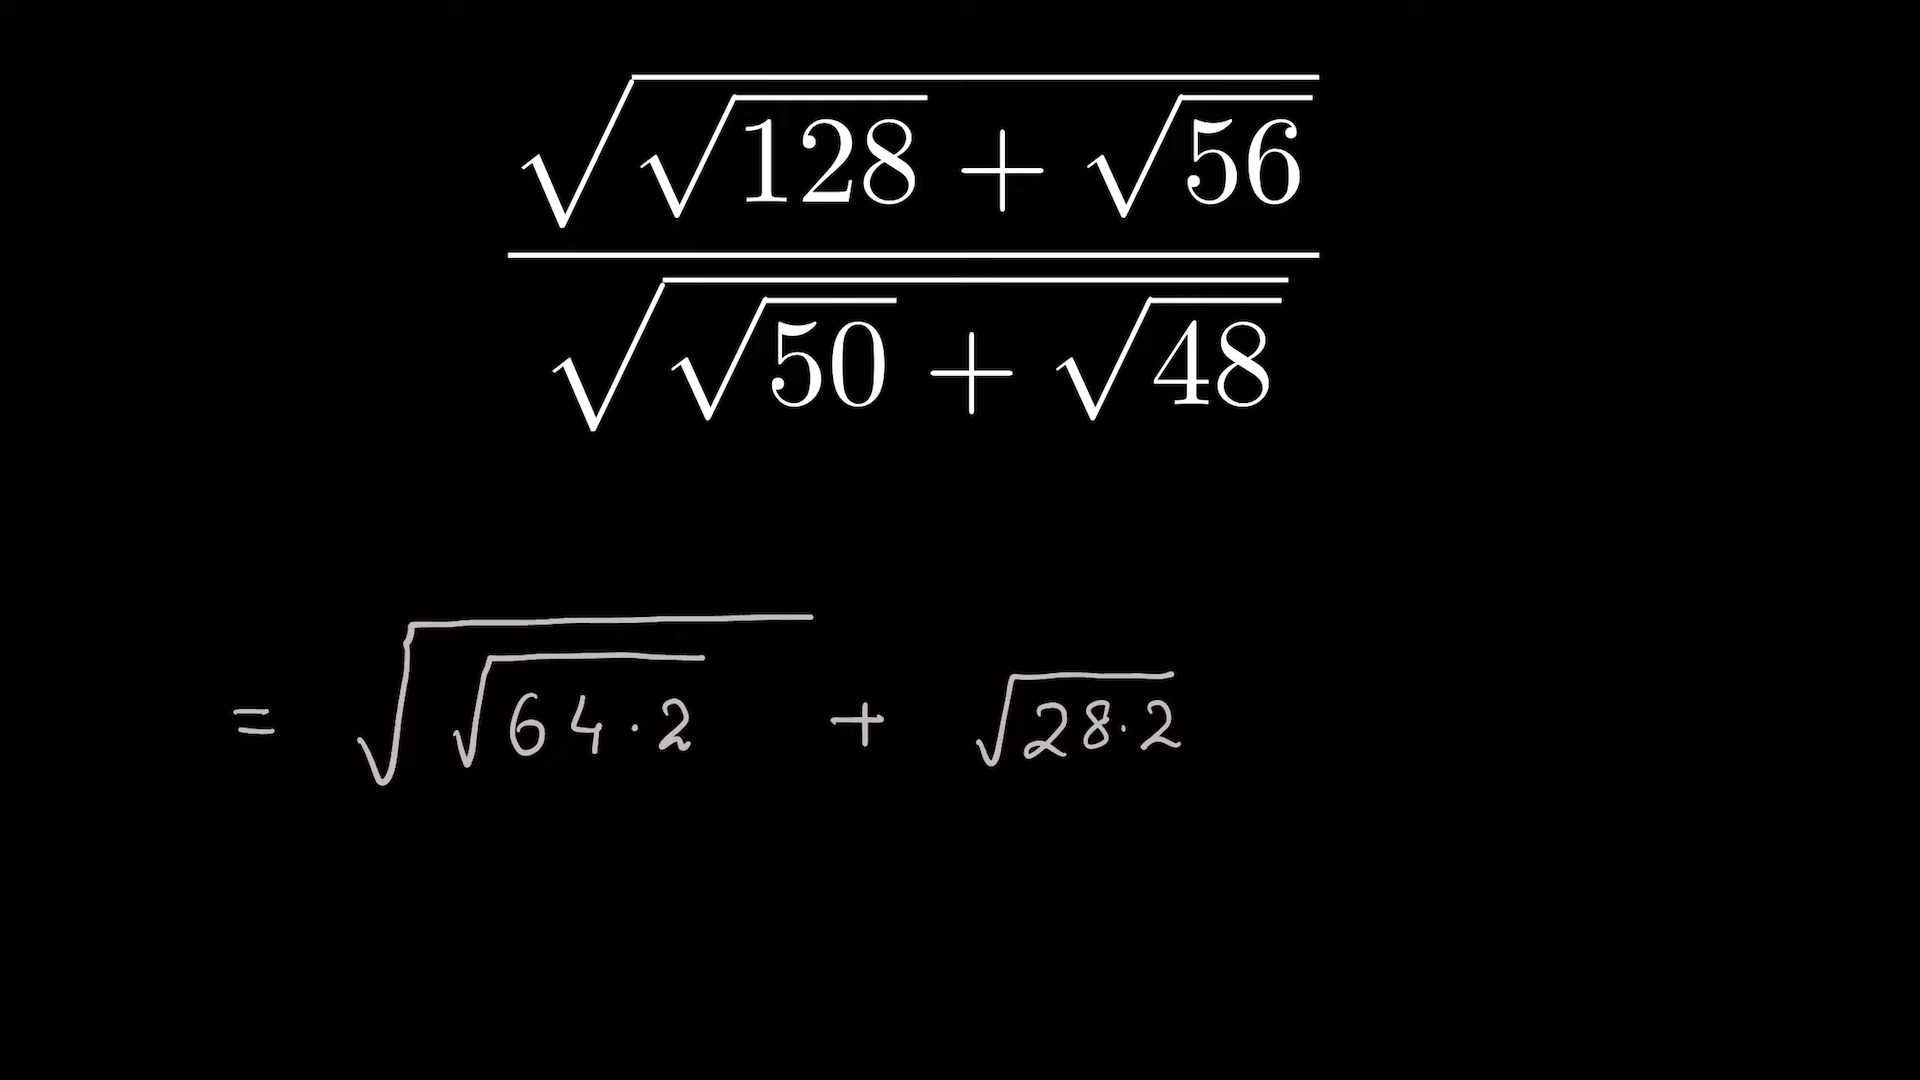 √(√128 + √56)
√(√50 + √48)
= √(√64·2) + √28·2